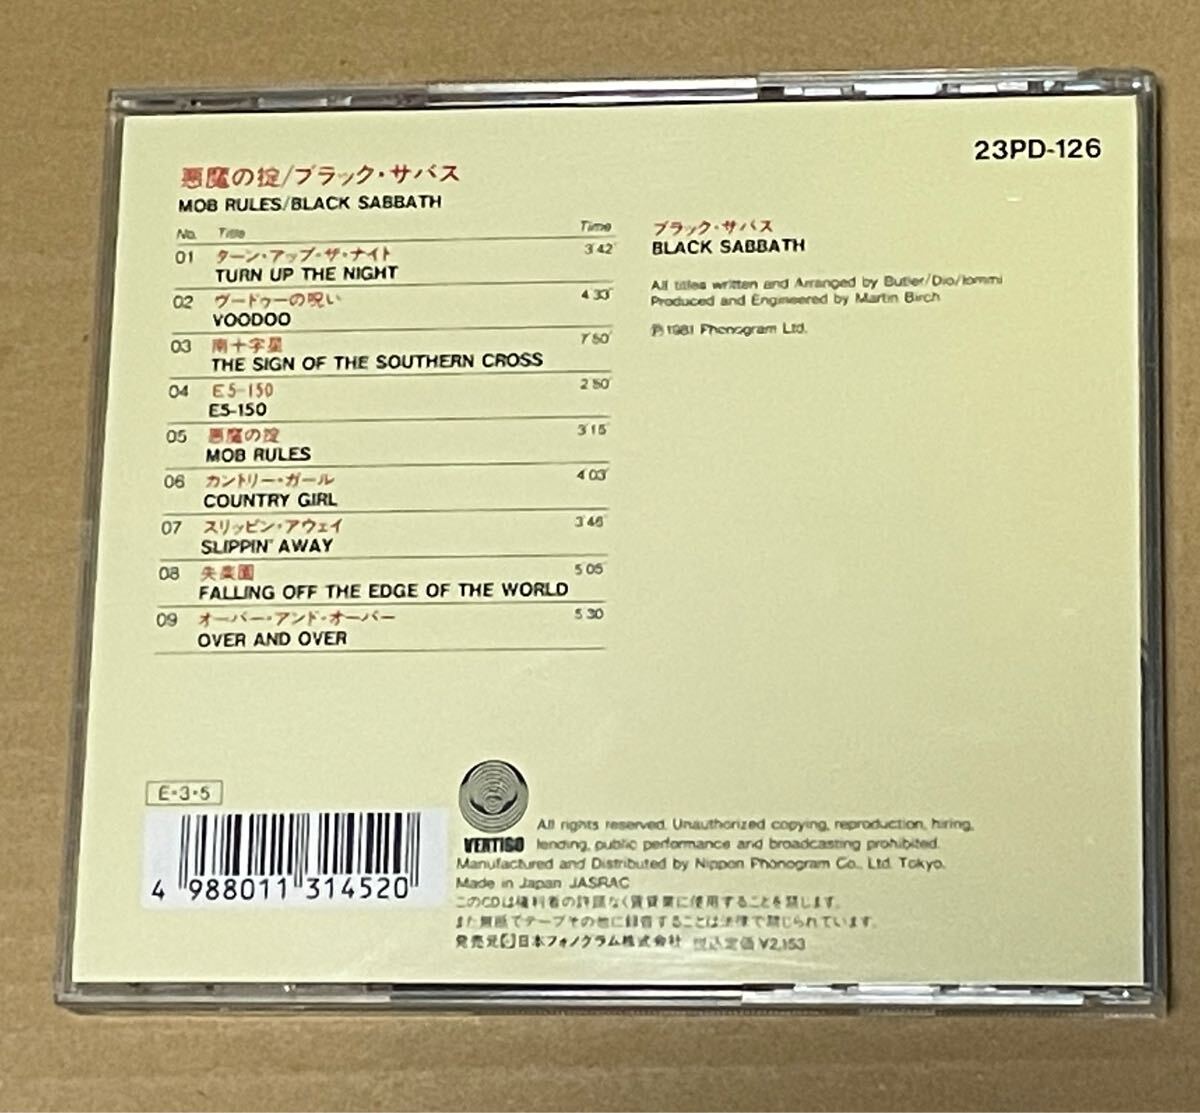 23PD-126
悪魔の掟/ブラック・サバス
MOB RULES/BLACK SABBATH
No. Title Time
01 ターン・アップ・ザ・ナイト 3'42"
TURN UP THE NIGHT
02 ヴードゥーの呪い 4'33"
VOODOO
03 南十字星 7'50"
THE SIGN OF THE SOUTHERN CROSS
04 E5-150 2'50"
E5-150
05 悪魔の掟 3'15"
MOB RULES
06 カントリー・ガール 4'03"
COUNTRY GIRL
07 スリッピン・アウェイ 3'46"
SLIPPIN' AWAY
08 失楽園 5'05"
FALLING OFF THE EDGE OF THE WORLD
09 オーバー・アンド・オーバー 5'30"
OVER AND OVER
ブラック・サバス
BLACK SABBATH
All titles written and Arranged by Butler/Dio/Iommi
Produced and Engineered by Martin Birch
℗1981 Phonogram Ltd.
E・3・5
4 988011 314520
VERTIGO
All rights reserved. Unauthorized copying, reproduction, hiring,
lending, public performance and broadcasting prohibited.
Manufactured and Distributed by Nippon Phonogram Co., Ltd. Tokyo.
Made in Japan JASRAC
このCDは権利者の許諾なく賃貸業に使用することを禁じます。
また無断でテープその他に録音することは法律で禁じられています。
発売元 日本フォノグラム株式会社 税込定価¥2,153